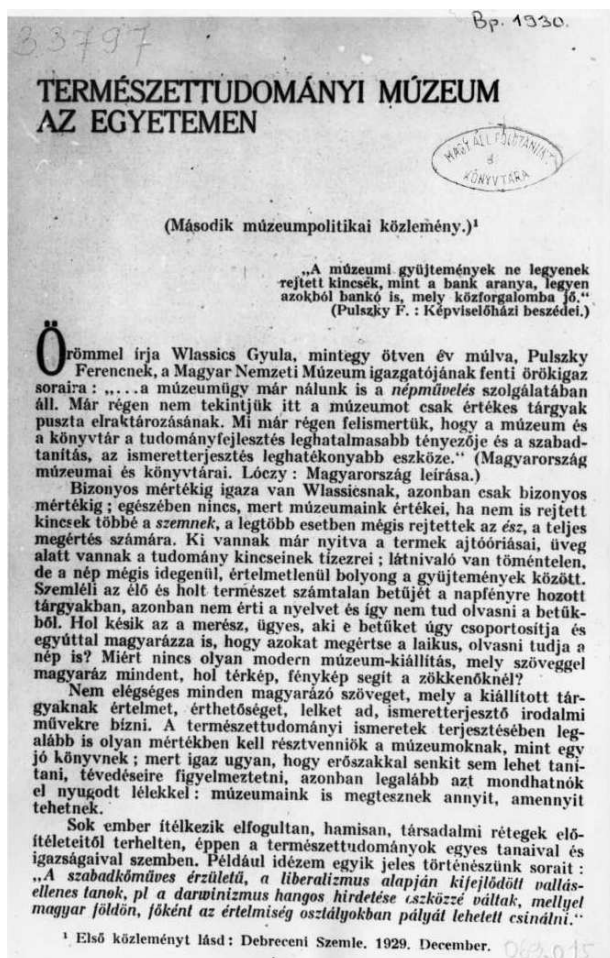 33797
Bp. 1930.
TERMÉSZETTUDOMÁNYI MÚZEUM
AZ EGYETEMEN
MAGY. ÁLL. FÖLDTANI INT.
KÖNYVTÁRA
(Második múzeumpolitikai közlemény.)¹
„A múzeumi gyüjtemények ne legyenek
rejtett kincsek, mint a bank aranya, legyen
azokból bankó is, mely közforgalomba jő.“
(Pulszky F. : Képviselőházi beszédei.)
Örömmel írja Wlassics Gyula, mintegy ötven év múlva, Pulszky
Ferencnek, a Magyar Nemzeti Múzeum igazgatójának fenti örökigaz
soraira : „....a múzeumügy már nálunk is a népművelés szolgálatában
áll. Már régen nem tekintjük itt a múzeumot csak értékes tárgyak
puszta elraktározásának. Mi már régen felismertük, hogy a múzeum és
a könyvtár a tudományfejlesztés leghatalmasabb tényezője és a szabad-
tanítás, az ismeretterjesztés leghatékonyabb eszköze.“ (Magyarország
múzeumai és könyvtárai. Lóczy : Magyarország leírása.)
Bizonyos mértékig igaza van Wlassicsnak, azonban csak bizonyos
mértékig ; egészében nincs, mert múzeumaink értékei, ha nem is rejtett
kincsek többé a szemnek, a legtöbb esetben mégis rejtettek az ész, a teljes
megértés számára. Ki vannak már nyitva a termek ajtóóriásai, üveg
alatt vannak a tudomány kincseinek tízezrei ; látnivaló van töméntelen,
de a nép mégis idegenül, értelmetlenül bolyong a gyüjtemények között.
Szemléli az élő és holt természet számtalan betűjét a napfényre hozott
tárgyakban, azonban nem érti a nyelvet és így nem tud olvasni a betűk-
ből. Hol késik az a merész, ügyes, aki e betűket úgy csoportosítja és
egyúttal magyarázza is, hogy azokat megértse a laikus, olvasni tudja a
nép is? Miért nincs olyan modern múzeum-kiállítás, mely szöveggel
magyaráz mindent, hol térkép, fénykép segít a zökkenőknél?
Nem elégséges minden magyarázó szöveget, mely a kiállított tár-
gyaknak értelmet, érthetőséget, lelket ad, ismeretterjesztő irodalmi
művekre bízni. A természettudományi ismeretek terjesztésében leg-
alább is olyan mértékben kell résztvenniök a múzeumoknak, mint egy
jó könyvnek ; mert igaz ugyan, hogy erőszakkal senkit sem lehet taní-
tani, tévedéseire figyelmeztetni, azonban legalább azt mondhatnók
el nyugodt lélekkel : múzeumaink is megtesznek annyit, amennyit
tehetnek.
Sok ember ítélkezik elfogultan, hamisan, társadalmi rétegek elő-
ítéleteitől terhelten, éppen a természettudományok egyes tanaival és
igazságaival szemben. Például idézem egyik jeles történészünk sorait :
„A szabadkőműves érzületű, a liberalizmus alapján kifejlődött vallás-
ellenes tanok, pl a darwinizmus hangos hirdetése eszközzé váltak, mellyel
magyar földön, főként az értelmiség osztályokban pályát lehetett csinálni.“
¹ Első közleményt lásd : Debreceni Szemle. 1929. December.